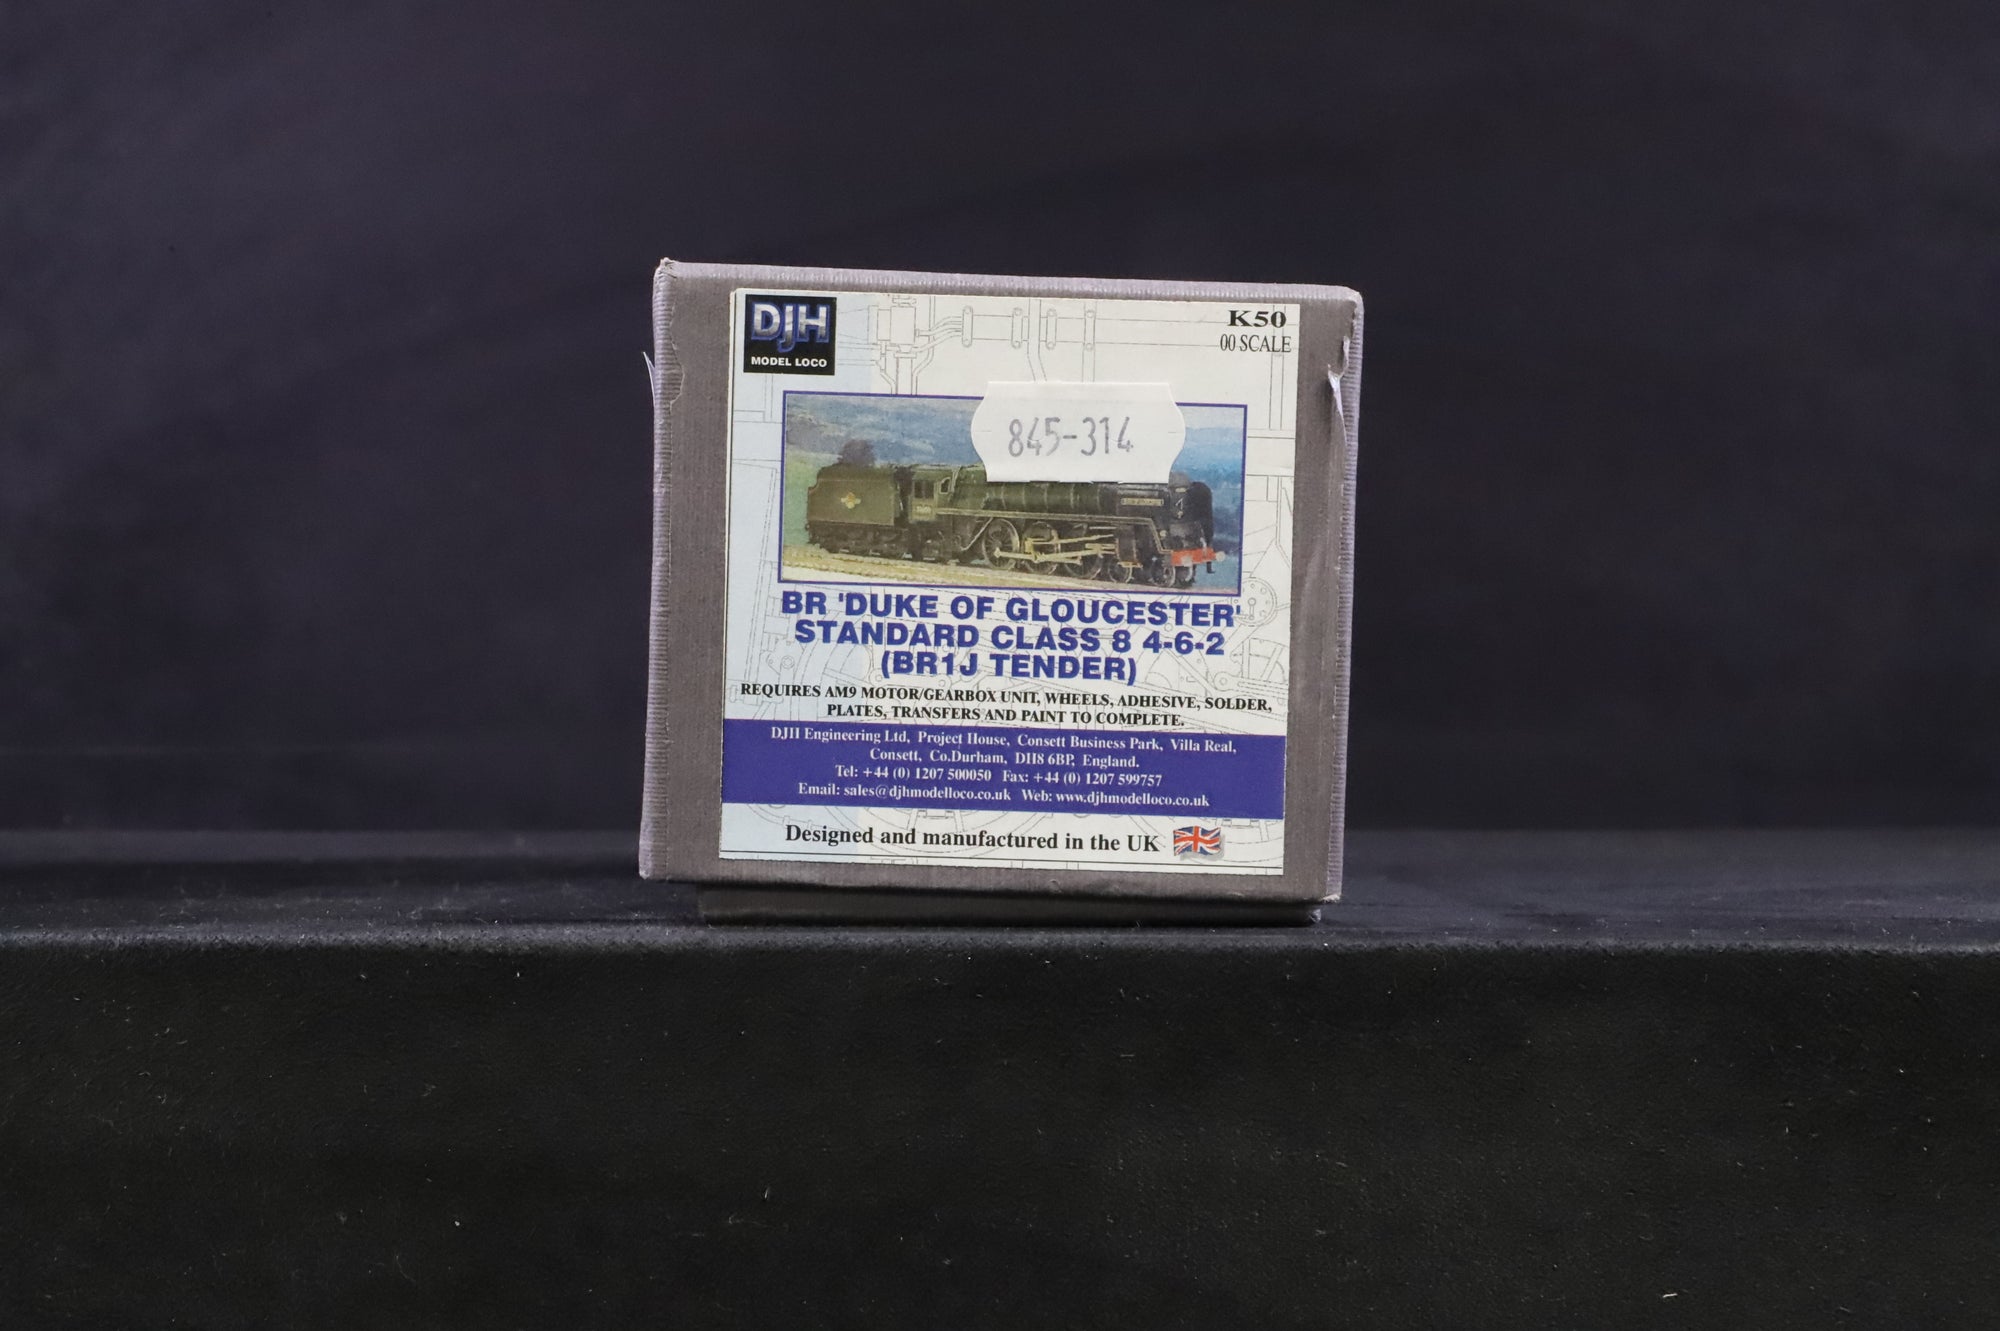 DJH
MODEL LOCO
K50
00 SCALE
845-314
BR 'DUKE OF GLOUCESTER'
STANDARD CLASS 8 4-6-2
(BR1J TENDER)
REQUIRES AM9 MOTOR/GEARBOX UNIT, WHEELS, ADHESIVE, SOLDER,
PLATES, TRANSFERS AND PAINT TO COMPLETE.
DJH Engineering Ltd, Project House, Consett Business Park, Villa Real,
Consett, Co.Durham, DH8 6BP, England.
Tel: +44 (0) 1207 500050 Fax: +44 (0) 1207 599757
Email: sales@djhmodelloco.co.uk Web: www.djhmodelloco.co.uk
Designed and manufactured in the UK